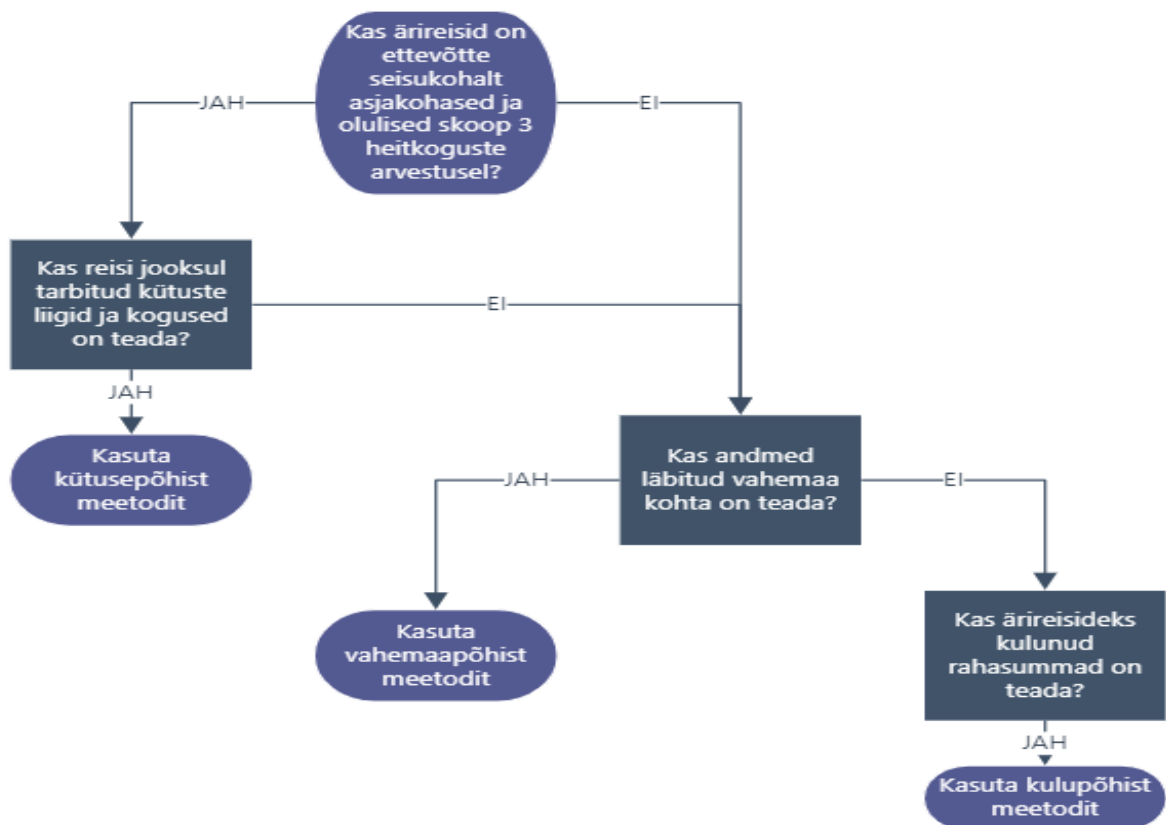 Kas ärireisid on
ettevõtte
seisukohalt
asjakohased ja
olulised skoop 3
heitkoguste
arvestusel?
JAH
EI
Kas reisi jooksul
tarbitud kütuste
liigid ja kogused
on teada?
EI
JAH
Kasuta
kütusepõhist
meetodit
Kas andmed
läbitud vahemaa
kohta on teada?
JAH
EI
Kasuta
vahemaapõhist
meetodit
Kas ärireisideks
kulunud
rahasummad on
teada?
JAH
Kasuta kulupõhist
meetodit